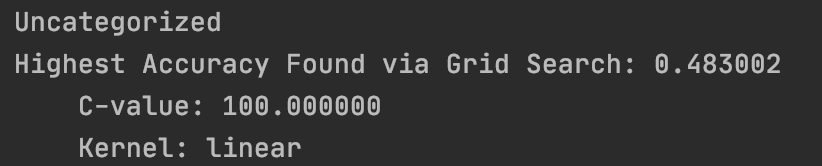 Uncategorized
Highest Accuracy Found via Grid Search: 0.483002
C-value: 100.000000
Kernel: linear